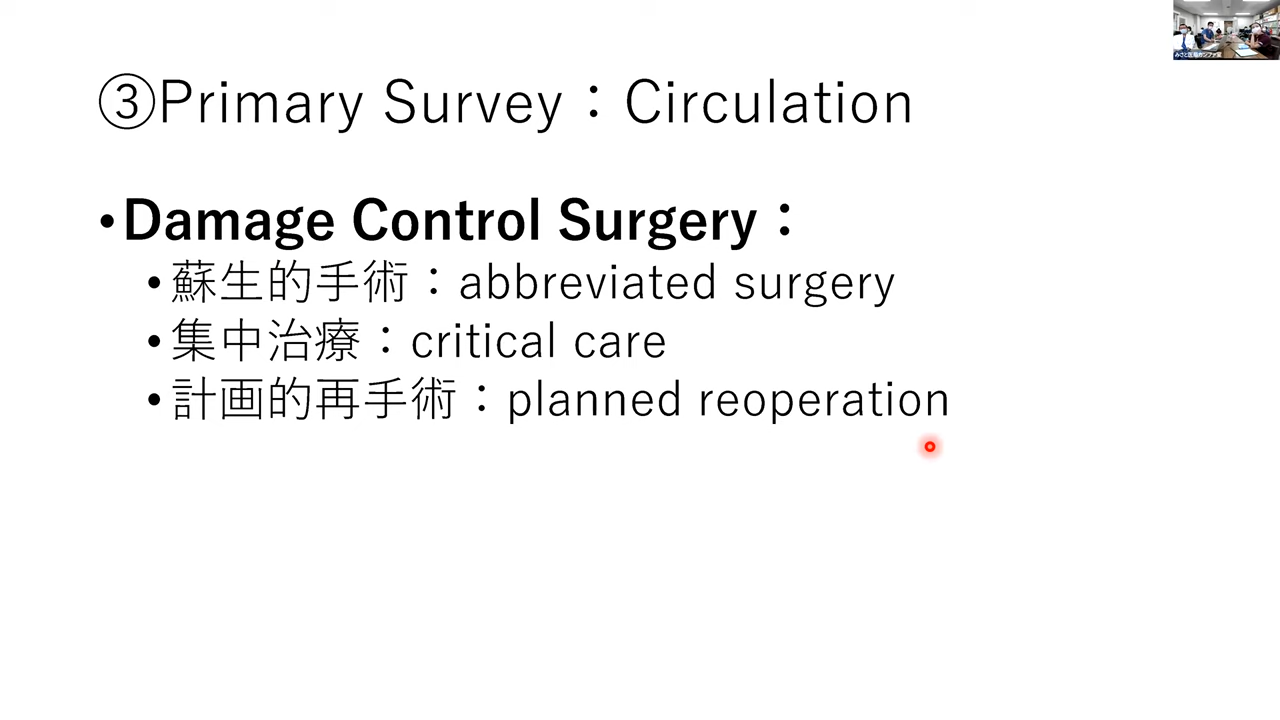 ③Primary Survey：Circulation
•Damage Control Surgery：
•蘇生的手術：abbreviated surgery
•集中治療：critical care
•計画的再手術：planned reoperation